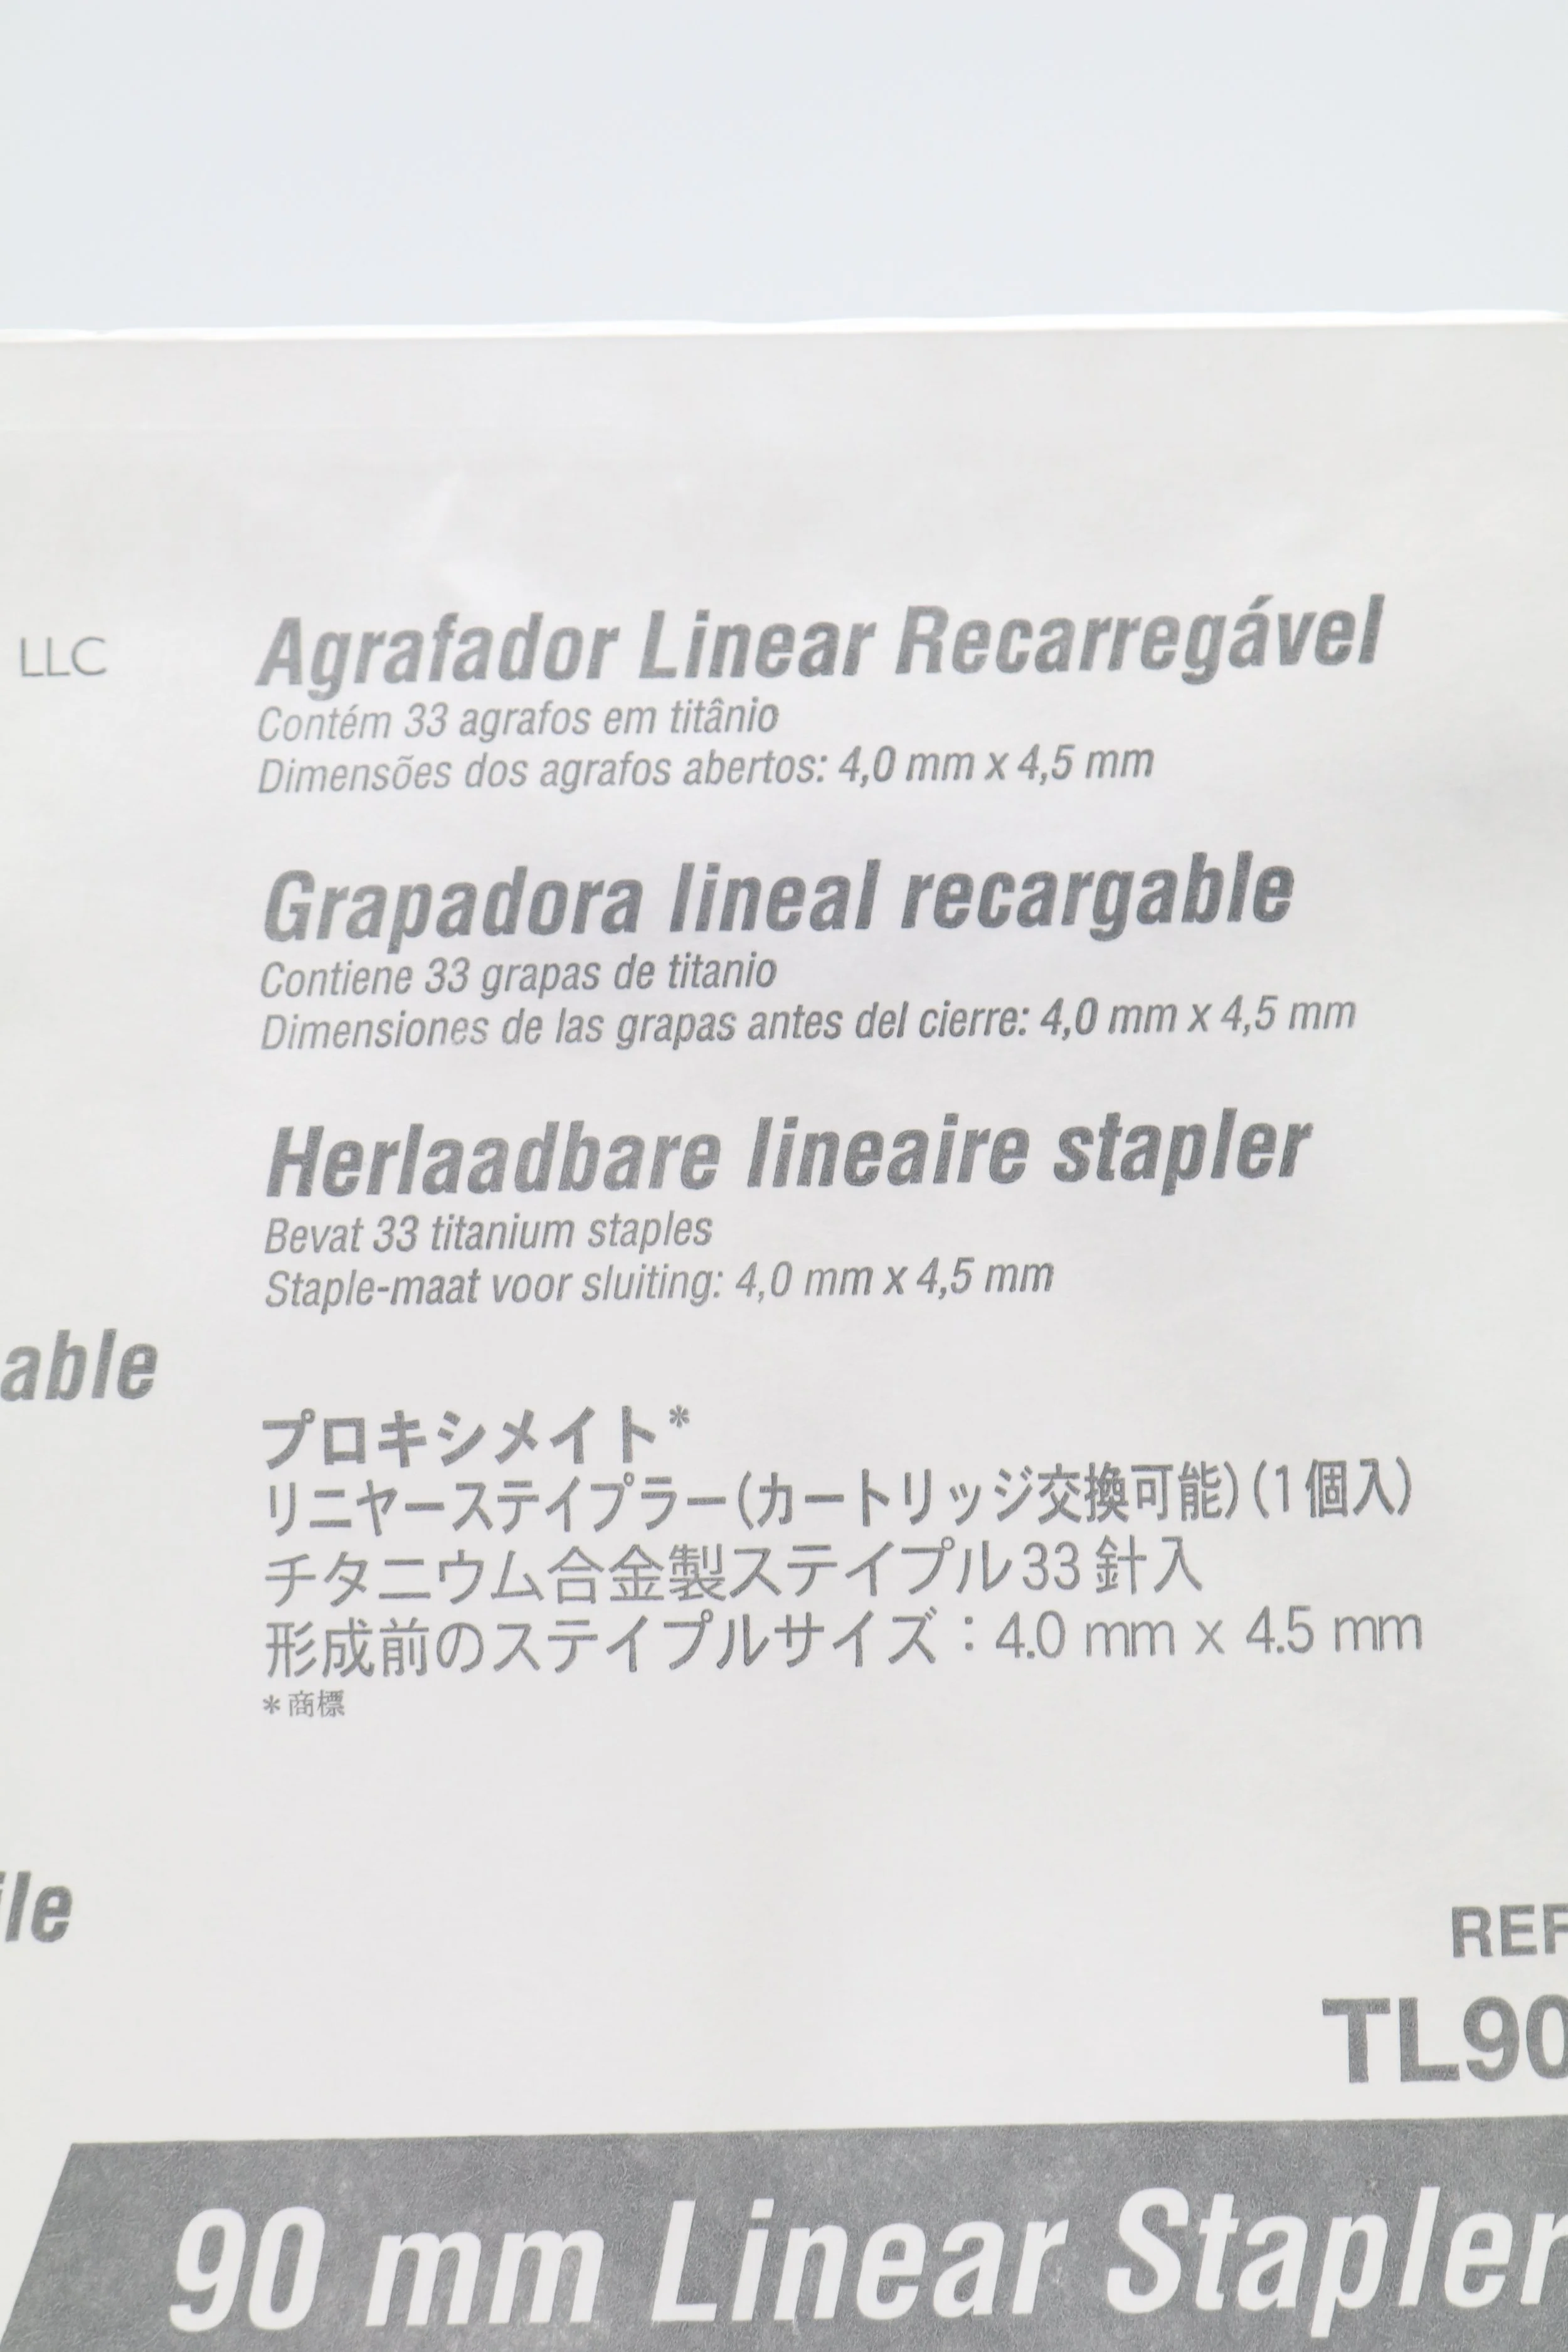 LLC
Agrafador Linear Recarregável
Contém 33 agrafos em titânio
Dimensões dos agrafos abertos: 4,0 mm x 4,5 mm
Grapadora lineal recargable
Contiene 33 grapas de titanio
Dimensiones de las grapas antes del cierre: 4,0 mm x 4,5 mm
Herlaadbare lineaire stapler
Bevat 33 titanium staples
Staple-maat voor sluiting: 4,0 mm x 4,5 mm
able
プロキシメイト*
リニヤーステイプラー(カートリッジ交換可能)(1個入)
チタニウム合金製ステイプル33針入
形成前のステイプルサイズ：4.0 mm x 4.5 mm
*商標
ile
REF
TL90
90 mm Linear Stapler